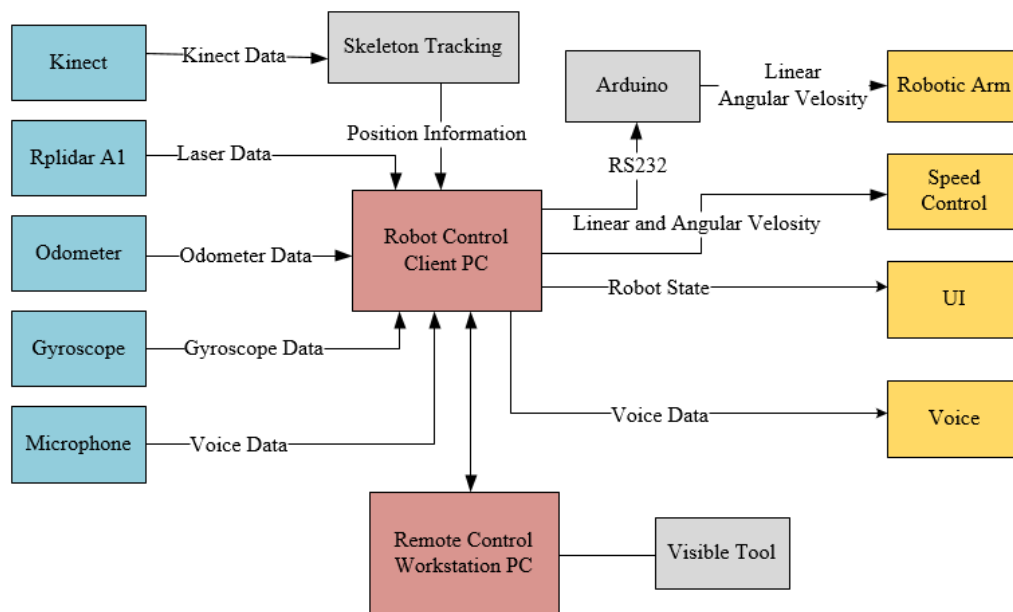 Kinect
Kinect Data
Skeleton Tracking
Arduino
Linear
Angular Velocity
Robotic Arm
Position Information
Rplidar A1
Laser Data
RS232
Speed
Control
Linear and Angular Velocity
Robot Control
Client PC
Odometer
Odometer Data
Robot State
UI
Gyroscope
Gyroscope Data
Microphone
Voice Data
Voice Data
Voice
Remote Control
Workstation PC
Visible Tool